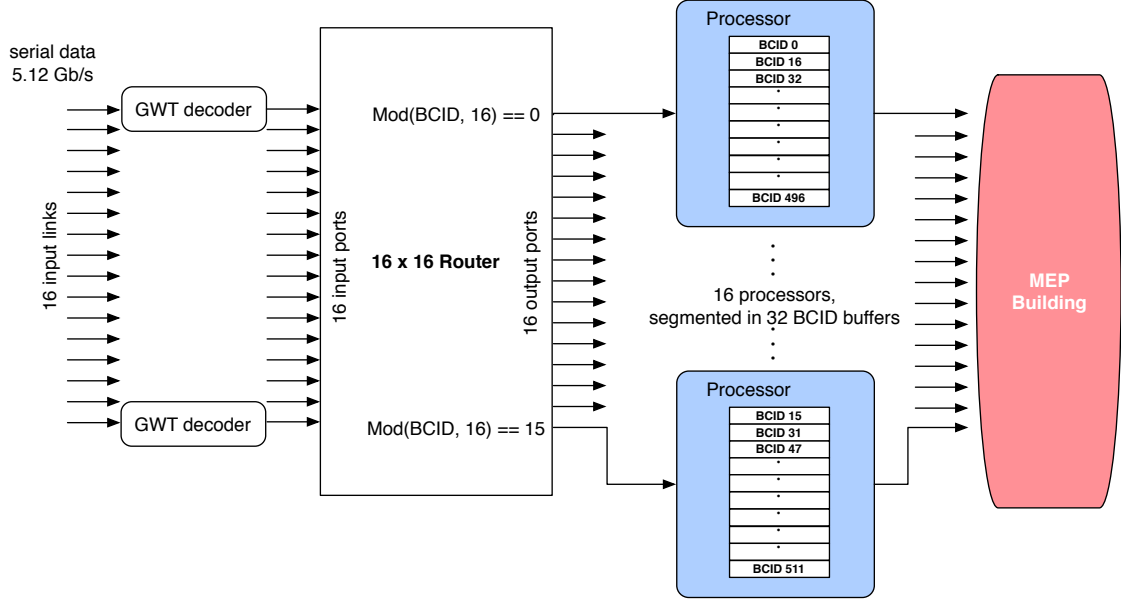 serial data
5.12 Gb/s
16 input links
GWT decoder
GWT decoder
16 input ports
Mod(BCID, 16) == 0
16 x 16 Router
Mod(BCID, 16) == 15
16 output ports
Processor
BCID 0
BCID 16
BCID 32
BCID 496
16 processors,
segmented in 32 BCID buffers
Processor
BCID 15
BCID 31
BCID 47
BCID 511
MEP
Building